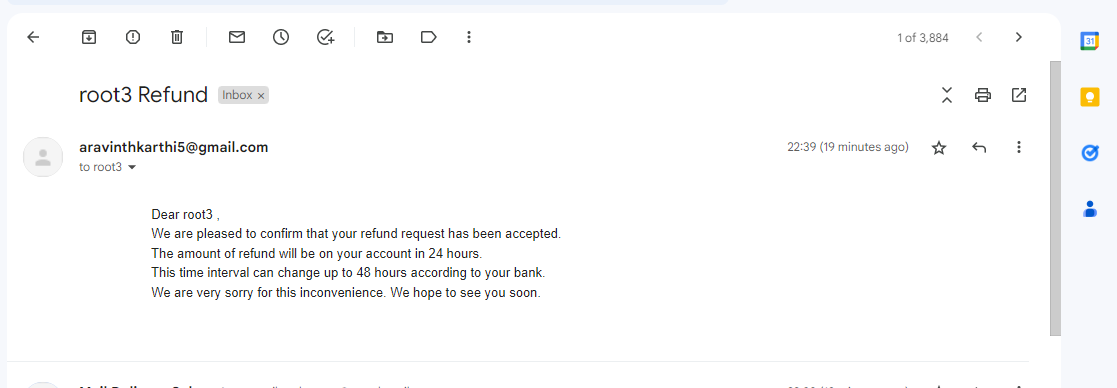 1 of 3,884
31
root3 Refund Inbox ×
aravinthkarthi5@gmail.com 22:39 (19 minutes ago)
to root3
Dear root3 ,
We are pleased to confirm that your refund request has been accepted.
The amount of refund will be on your account in 24 hours.
This time interval can change up to 48 hours according to your bank.
We are very sorry for this inconvenience. We hope to see you soon.